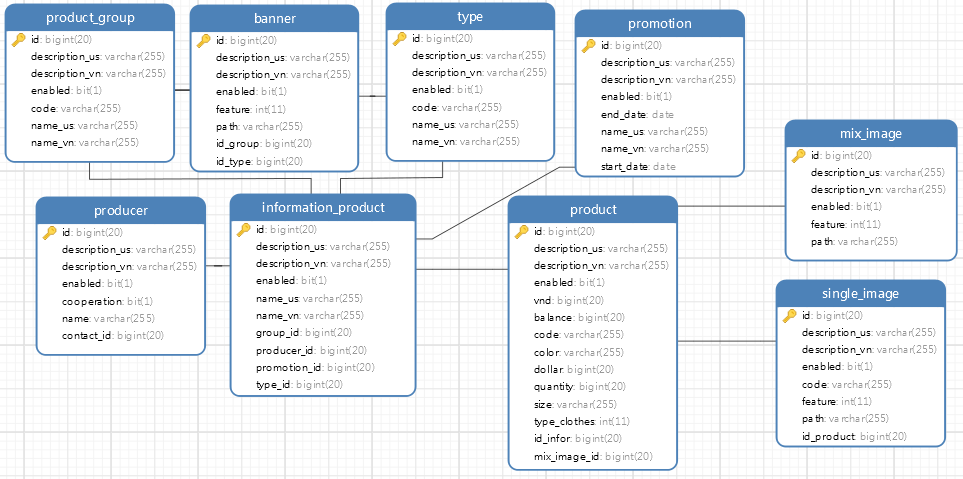 product_group
id: bigint(20)
description_us: varchar(255)
description_vn: varchar(255)
enabled: bit(1)
code: varchar(255)
name_us: varchar(255)
name_vn: varchar(255)
banner
id: bigint(20)
description_us: varchar(255)
description_vn: varchar(255)
enabled: bit(1)
feature: int(11)
path: varchar(255)
id_group: bigint(20)
id_type: bigint(20)
type
id: bigint(20)
description_us: varchar(255)
description_vn: varchar(255)
enabled: bit(1)
code: varchar(255)
name_us: varchar(255)
name_vn: varchar(255)
promotion
id: bigint(20)
description_us: varchar(255)
description_vn: varchar(255)
enabled: bit(1)
end_date: date
name_us: varchar(255)
name_vn: varchar(255)
start_date: date
mix_image
id: bigint(20)
description_us: varchar(255)
description_vn: varchar(255)
enabled: bit(1)
feature: int(11)
path: varchar(255)
producer
id: bigint(20)
description_us: varchar(255)
description_vn: varchar(255)
enabled: bit(1)
cooperation: bit(1)
name: varchar(255)
contact_id: bigint(20)
information_product
id: bigint(20)
description_us: varchar(255)
description_vn: varchar(255)
enabled: bit(1)
name_us: varchar(255)
name_vn: varchar(255)
group_id: bigint(20)
producer_id: bigint(20)
promotion_id: bigint(20)
type_id: bigint(20)
product
id: bigint(20)
description_us: varchar(255)
description_vn: varchar(255)
enabled: bit(1)
vnd: bigint(20)
balance: bigint(20)
code: varchar(255)
color: varchar(255)
dollar: bigint(20)
quantity: bigint(20)
size: varchar(255)
type_clothes: int(11)
id_infor: bigint(20)
mix_image_id: bigint(20)
single_image
id: bigint(20)
description_us: varchar(255)
description_vn: varchar(255)
enabled: bit(1)
code: varchar(255)
feature: int(11)
path: varchar(255)
id_product: bigint(20)